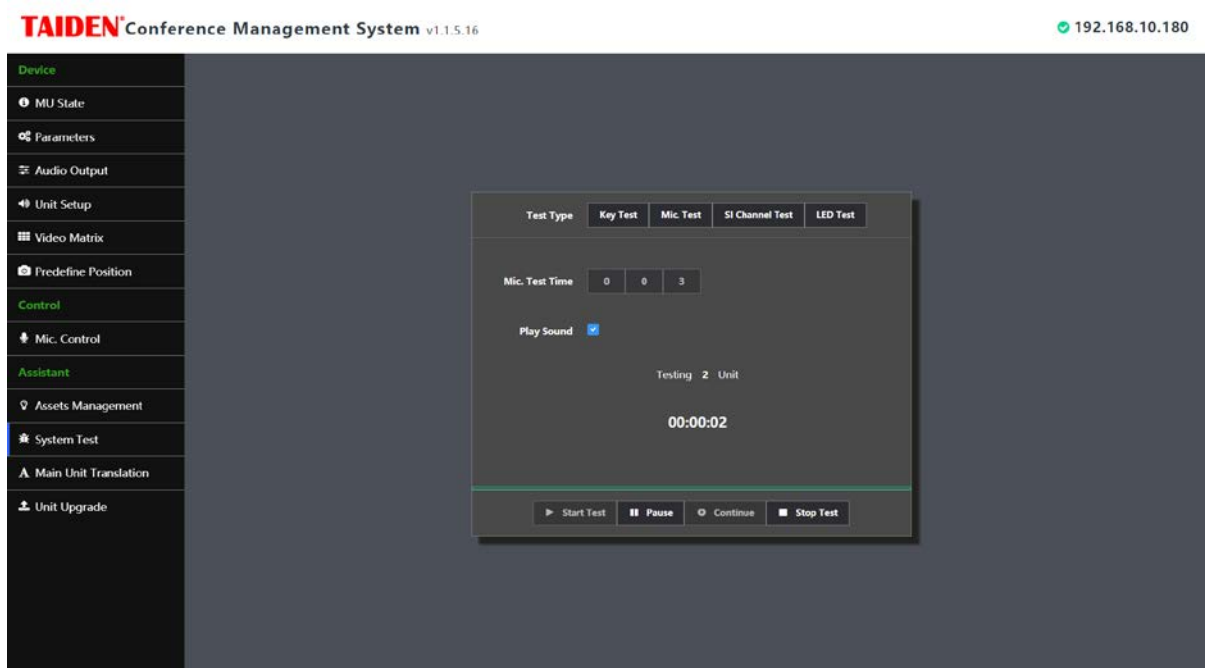 TAIDEN® Conference Management System v1.1.5.16
192.168.10.180
Device
MU State
Parameters
Audio Output
Unit Setup
Video Matrix
Predefine Position
Control
Mic. Control
Assistant
Assets Management
System Test
Main Unit Translation
Unit Upgrade
Test Type Key Test Mic. Test SI Channel Test LED Test
Mic. Test Time 0 0 3
Play Sound
Testing 2 Unit
00:00:02
Start Test Pause Continue Stop Test